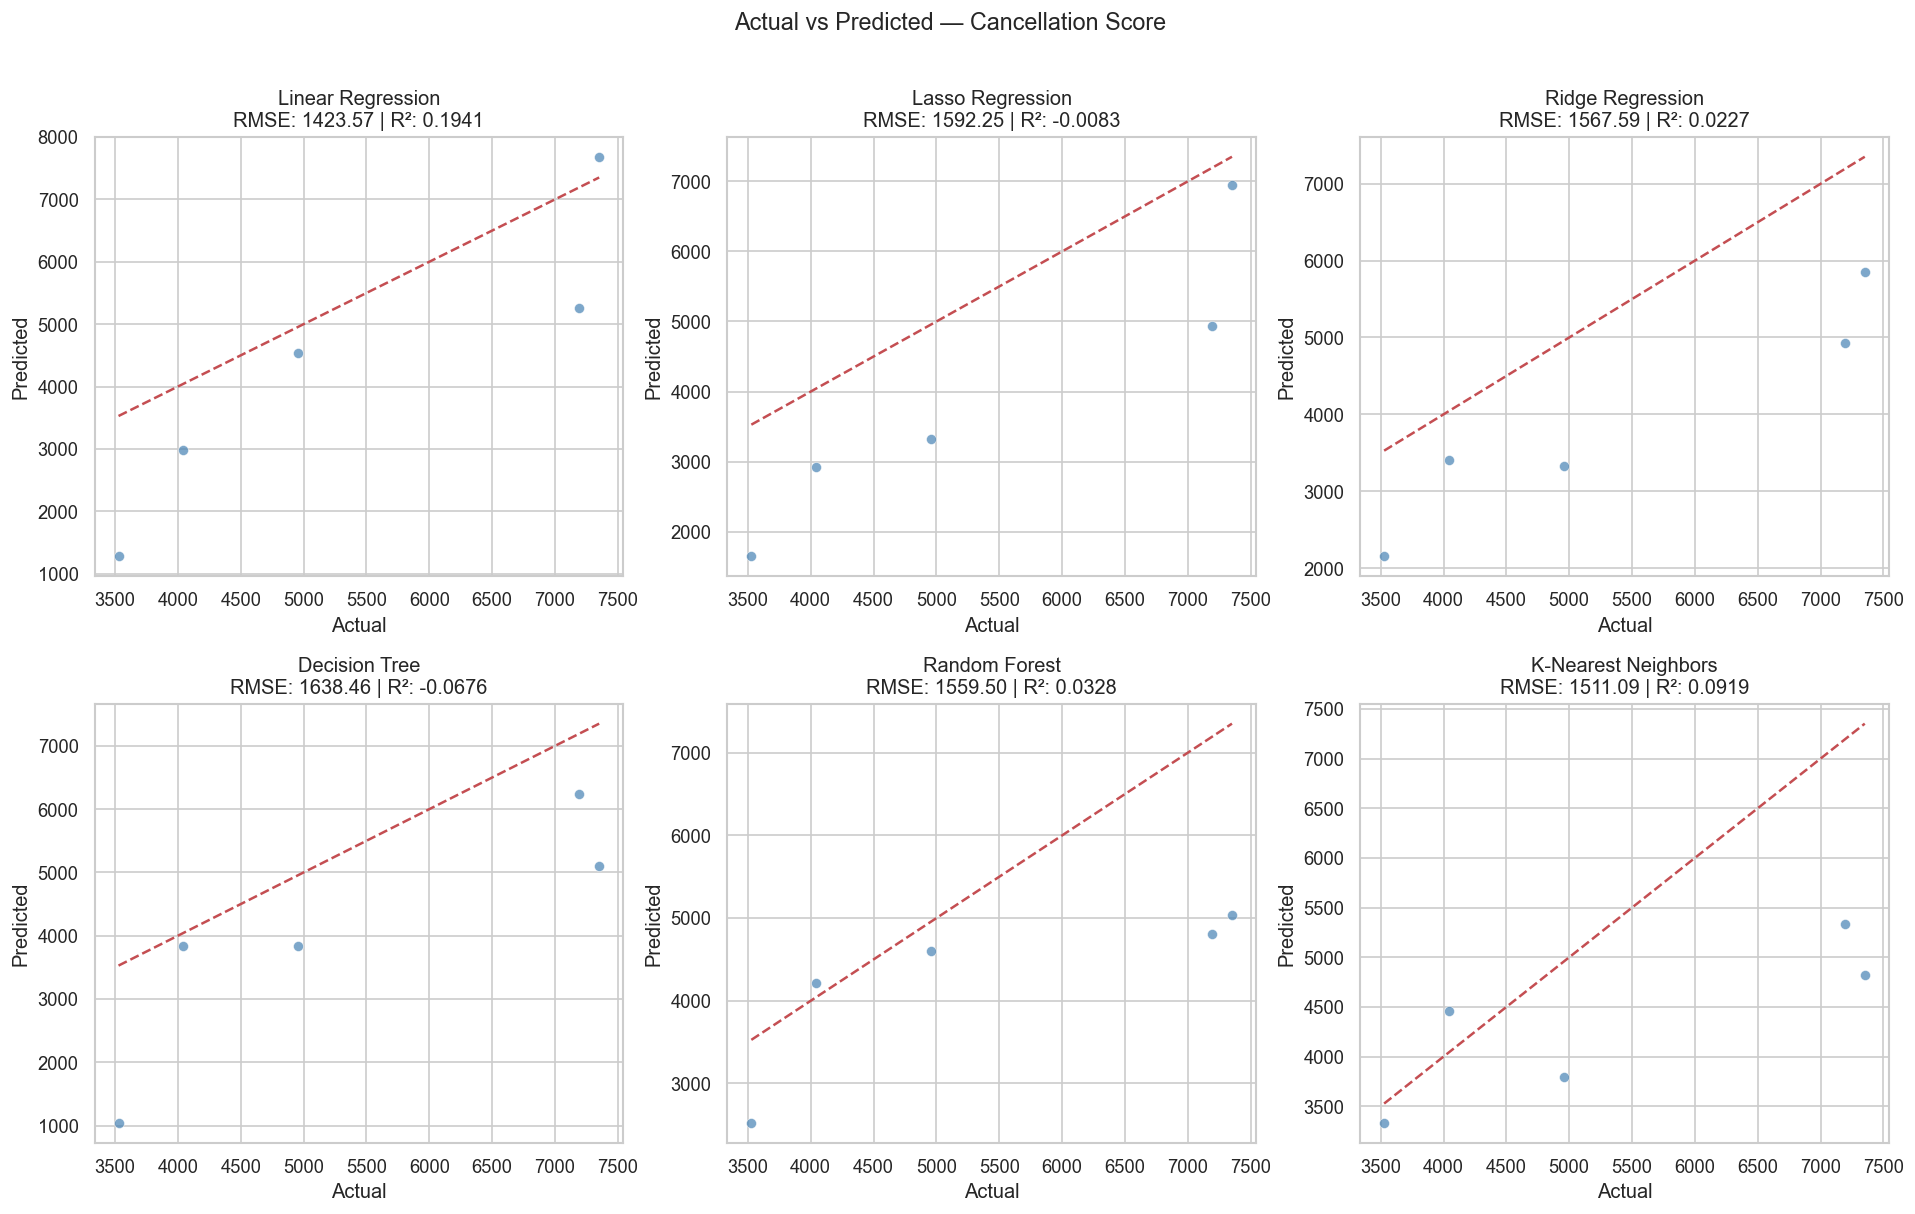 Actual vs Predicted — Cancellation Score
Linear Regression
RMSE: 1423.57 | R²: 0.1941
8000
7000
6000
5000
4000
3000
2000
1000
Predicted
3500 4000 4500 5000 5500 6000 6500 7000 7500
Actual
Lasso Regression
RMSE: 1592.25 | R²: -0.0083
7000
6000
5000
4000
3000
2000
Predicted
3500 4000 4500 5000 5500 6000 6500 7000 7500
Actual
Ridge Regression
RMSE: 1567.59 | R²: 0.0227
7000
6000
5000
4000
3000
2000
Predicted
3500 4000 4500 5000 5500 6000 6500 7000 7500
Actual
Decision Tree
RMSE: 1638.46 | R²: -0.0676
7000
6000
5000
4000
3000
2000
1000
Predicted
3500 4000 4500 5000 5500 6000 6500 7000 7500
Actual
Random Forest
RMSE: 1559.50 | R²: 0.0328
7000
6000
5000
4000
3000
Predicted
3500 4000 4500 5000 5500 6000 6500 7000 7500
Actual
K-Nearest Neighbors
RMSE: 1511.09 | R²: 0.0919
7500
7000
6500
6000
5500
5000
4500
4000
3500
Predicted
3500 4000 4500 5000 5500 6000 6500 7000 7500
Actual